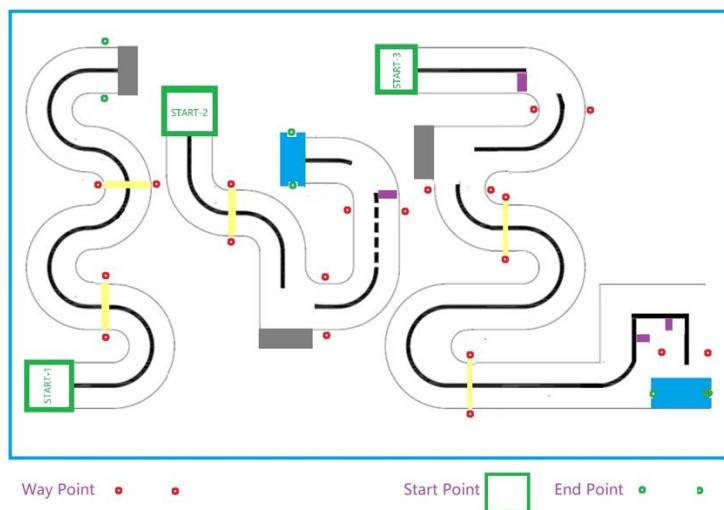 START-3
START-2
START-1
Way Point
Start Point
End Point